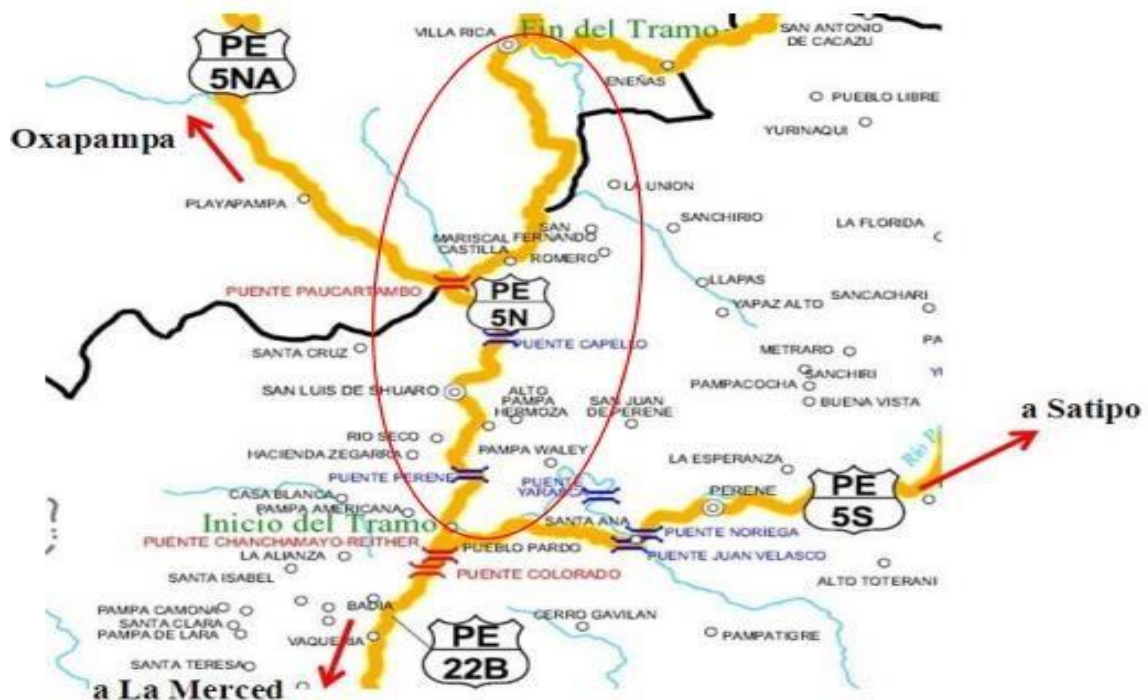 Fin del Tramo
VILLA RICA
SAN ANTONIO
DE CACAZU
PE
5NA
ENEÑAS
PUEBLO LIBRE
YURINAQUI
Oxapampa
LA UNION
PLAYAPAMPA
SANCHIRIO
LA FLORIDA
MARISCAL
CASTILLA
SAN
FERNANDO
ROMERO
PUENTE PAUCARTAMBO
LLAPAS
PE
5N
YAPAZ ALTO
SANCACHARI
PUENTE CAPELLO
PA
SANTA CRUZ
METRARO
SANCHIRI
PAMPACOCHA
BUENA VISTA
SAN LUIS DE SHUARO
ALTO
PAMPA
HERMOZA
SAN JUAN
DE PERENE
a Satipo
RIO SECO
HACIENDA ZEGARRA
PAMPA WALEY
LA ESPERANZA
PUENTE PERENE
PUENTE
PERENE
PE
5S
CASA BLANCA
PAMPA AMERICANA
Inicio del Tramo
SANTA ANA
PUENTE NORIEGA
PUENTE CHANCHAMAYO-REITHER
PUEBLO PARDO
PUENTE JUAN VELASCO
LA ALIANZA
SANTA ISABEL
PUENTE COLORADO
ALTO TOTERANI
PAMPA CAMONA
BADIA
SANTA CLARA
PAMPA DE LARA
VAQUERIA
CERRO GAVILAN
PAMPATIGRE
PE
22B
SANTA TERESA
a La Merced